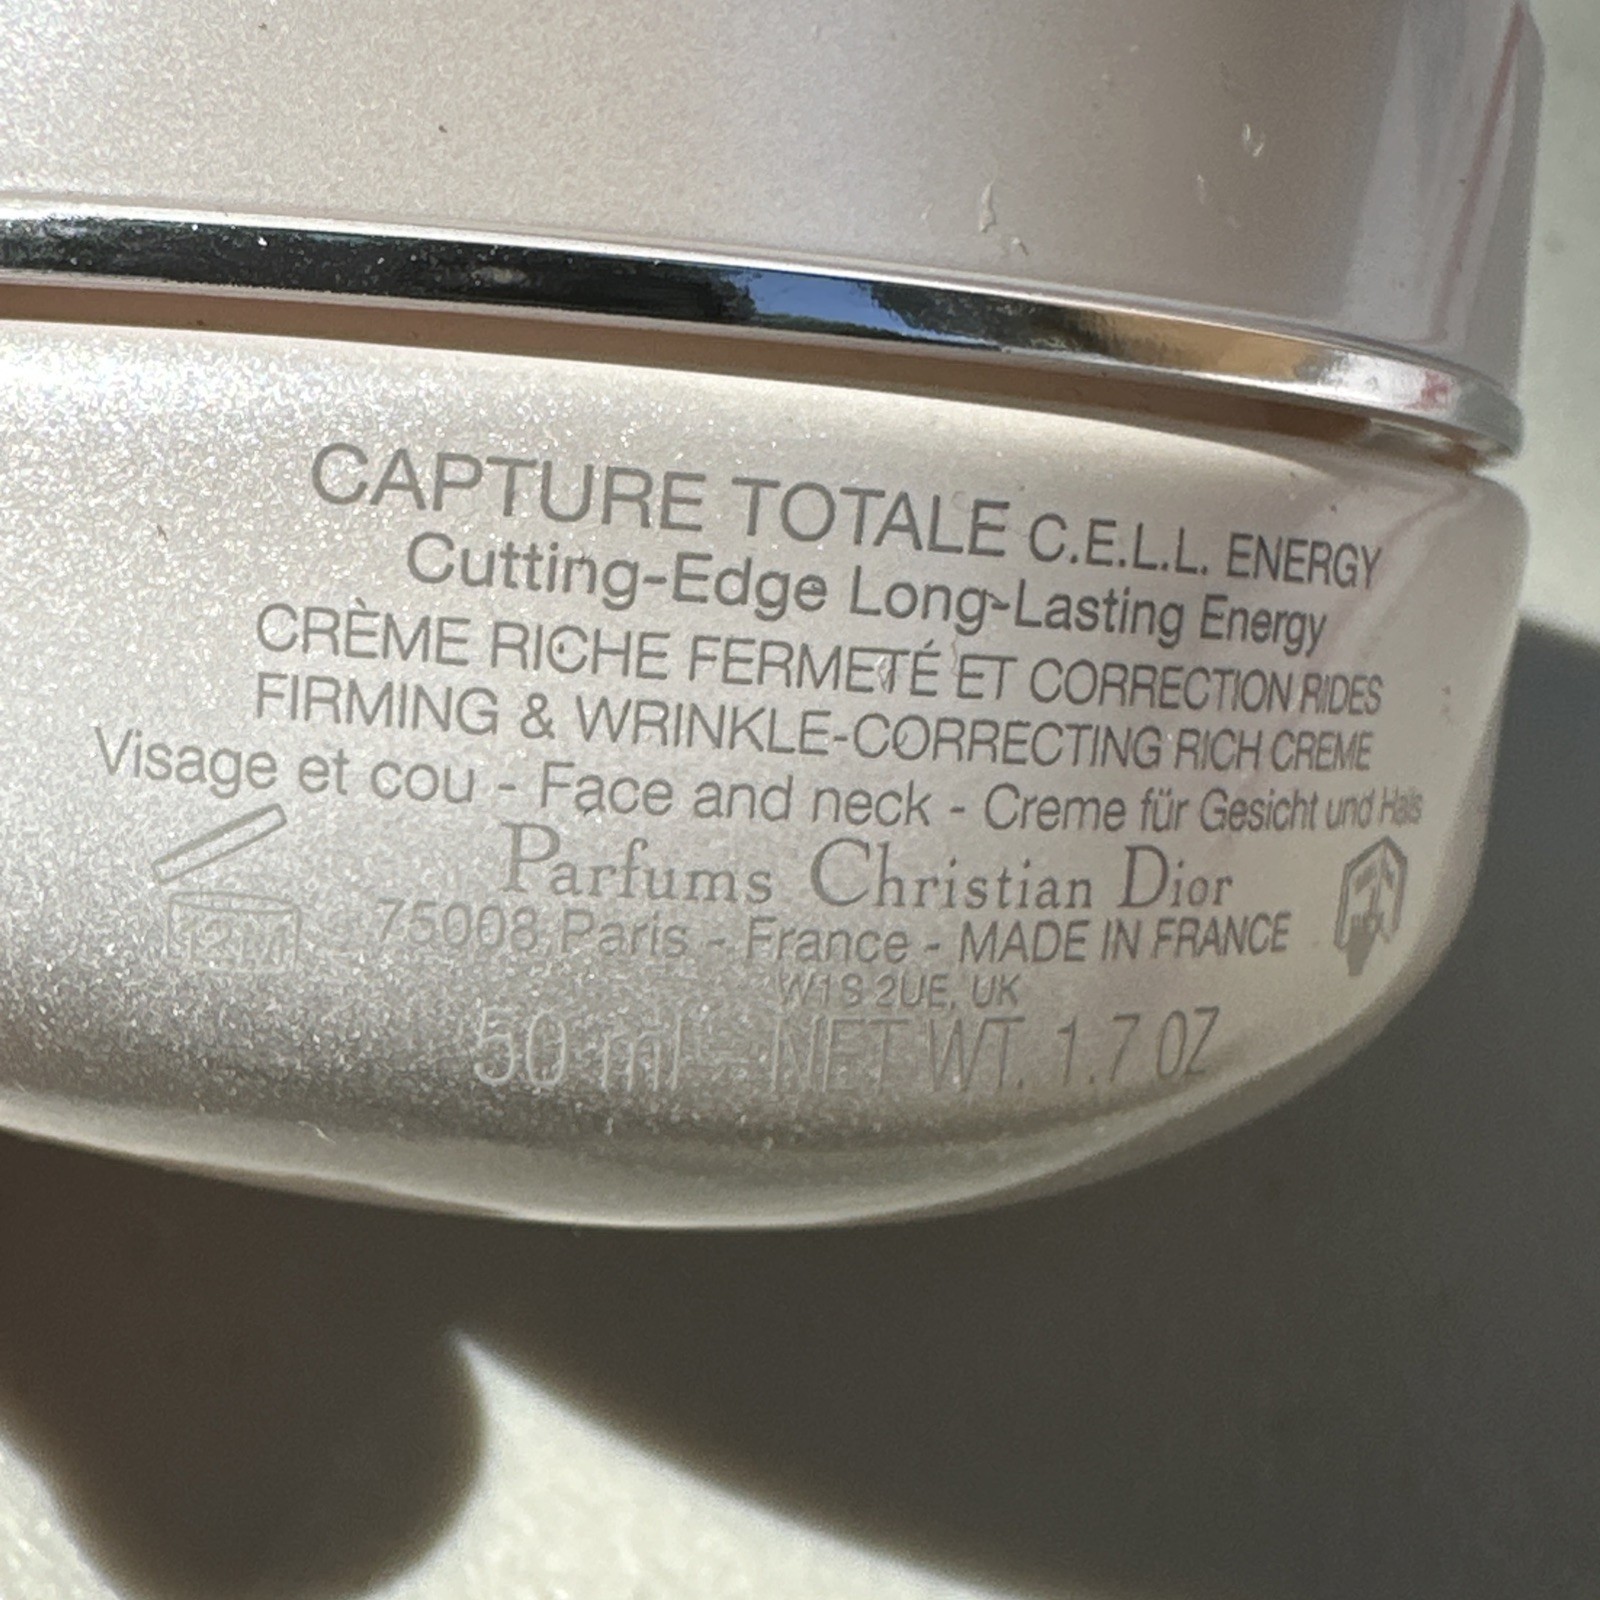 CAPTURE TOTALE C.E.L.L. ENERGY
Cutting-Edge Long-Lasting Energy
CRÈME RICHE FERMETÉ ET CORRECTION RIDES
FIRMING & WRINKLE-CORRECTING RICH CREME
Visage et cou - Face and neck - Creme für Gesicht und Hals
Parfums Christian Dior
12M
75008 Paris - France - MADE IN FRANCE
W1S 2UE, UK
50 ml - NET WT. 1.7 OZ